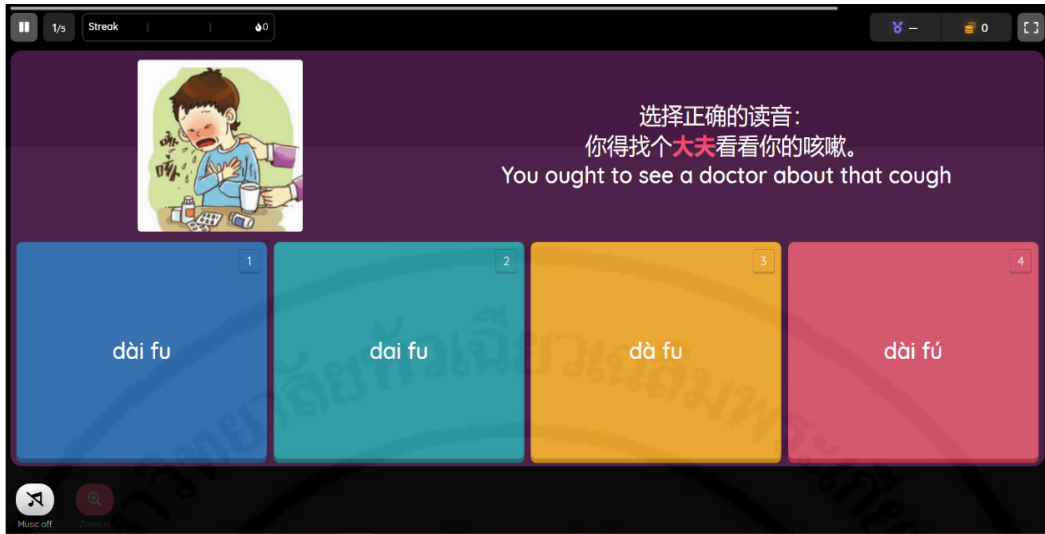 1/5
Streak
0
–
0
选择正确的读音：
你得找个大夫看看你的咳嗽。
You ought to see a doctor about that cough
咳
咳
1
dài fu
2
dai fu
3
dà fu
4
dài fú
Music off
Zoom in